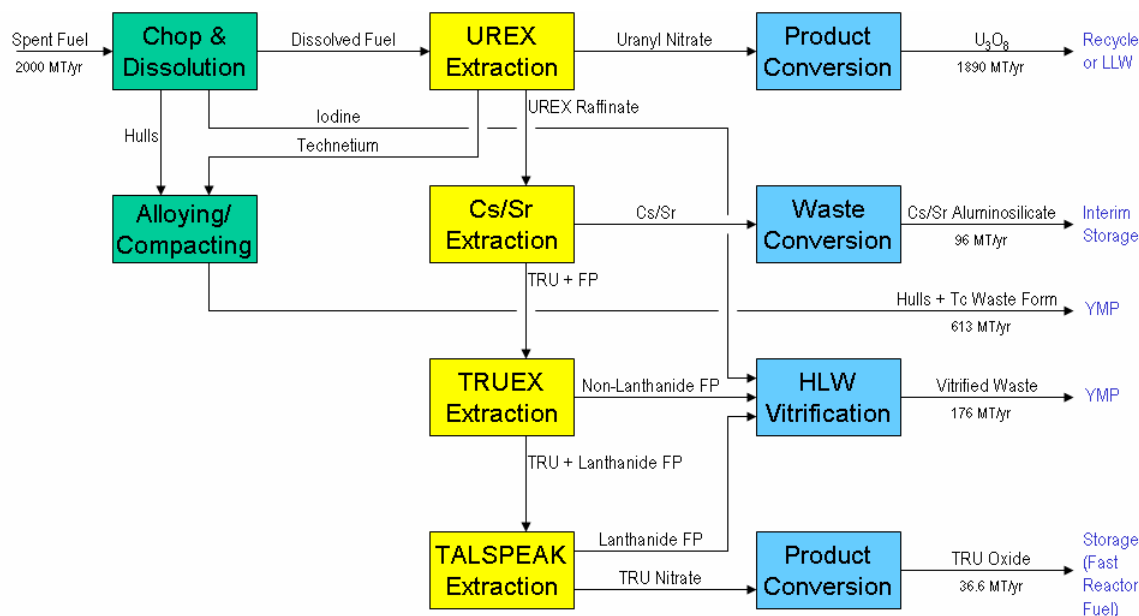 Spent Fuel
2000 MT/yr
Chop &
Dissolution
Dissolved Fuel
UREX
Extraction
Uranyl Nitrate
Product
Conversion
U₃O₈
1890 MT/yr
Recycle
or LLW
Hulls
Iodine
Technetium
UREX Raffinate
Alloying/
Compacting
Cs/Sr
Extraction
Cs/Sr
Waste
Conversion
Cs/Sr Aluminosilicate
96 MT/yr
Interim
Storage
TRU + FP
Hulls + Tc Waste Form
613 MT/yr
YMP
TRUEX
Extraction
Non-Lanthanide FP
HLW
Vitrification
Vitrified Waste
176 MT/yr
YMP
TRU + Lanthanide FP
TALSPEAK
Extraction
Lanthanide FP
TRU Nitrate
Product
Conversion
TRU Oxide
36.6 MT/yr
Storage
(Fast
Reactor
Fuel)